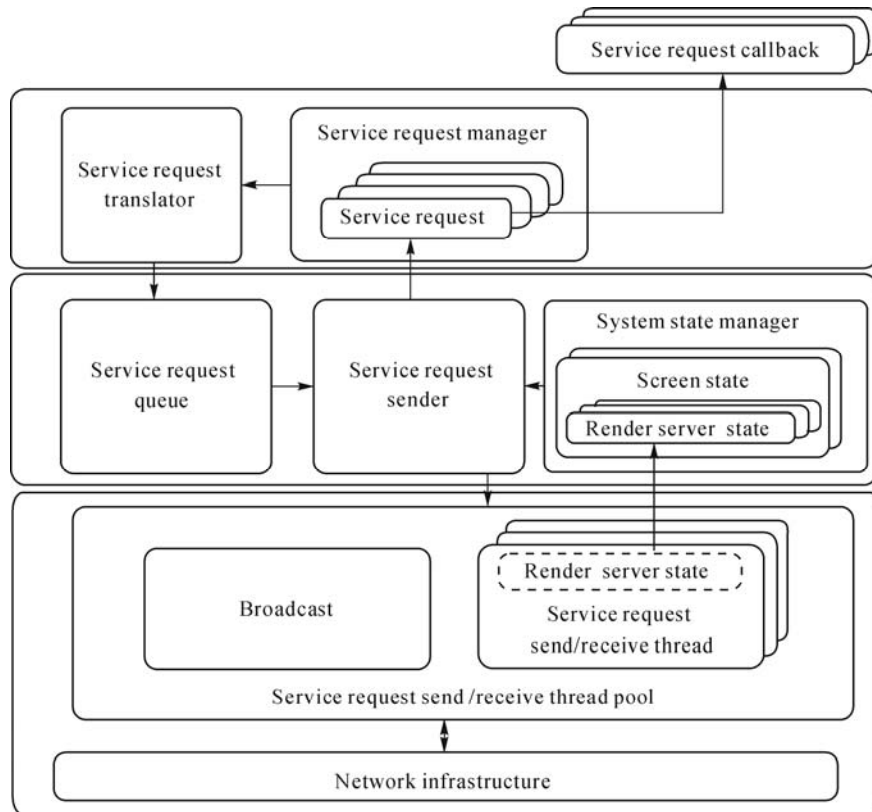 Service request callback
Service request manager
Service request
translator
Service request
System state manager
Service request
queue
Service request
sender
Screen state
Render server state
Render server state
Broadcast
Service request
send/receive thread
Service request send /receive thread pool
Network infrastructure